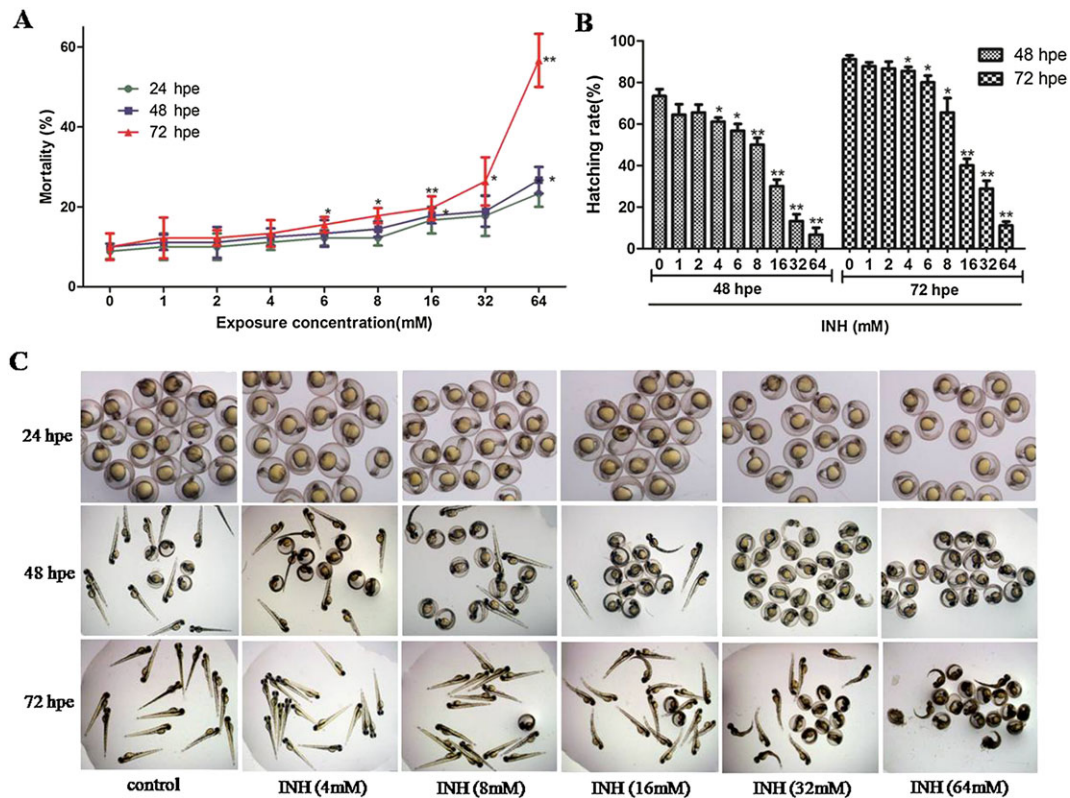 A
60
40
20
0
Mortality (%)
24 hpe
48 hpe
72 hpe
* * ** * * ** *
0 1 2 4 6 8 16 32 64
Exposure concentration(mM)
B
100
80
60
40
20
0
Hatching rate(%)
48 hpe
72 hpe
* * ** ** ** ** * * * ** ** **
0 1 2 4 6 8 16 32 64 0 1 2 4 6 8 16 32 64
48 hpe 72 hpe
INH (mM)
C
24 hpe
48 hpe
72 hpe
control INH (4mM) INH (8mM) INH (16mM) INH (32mM) INH (64mM)